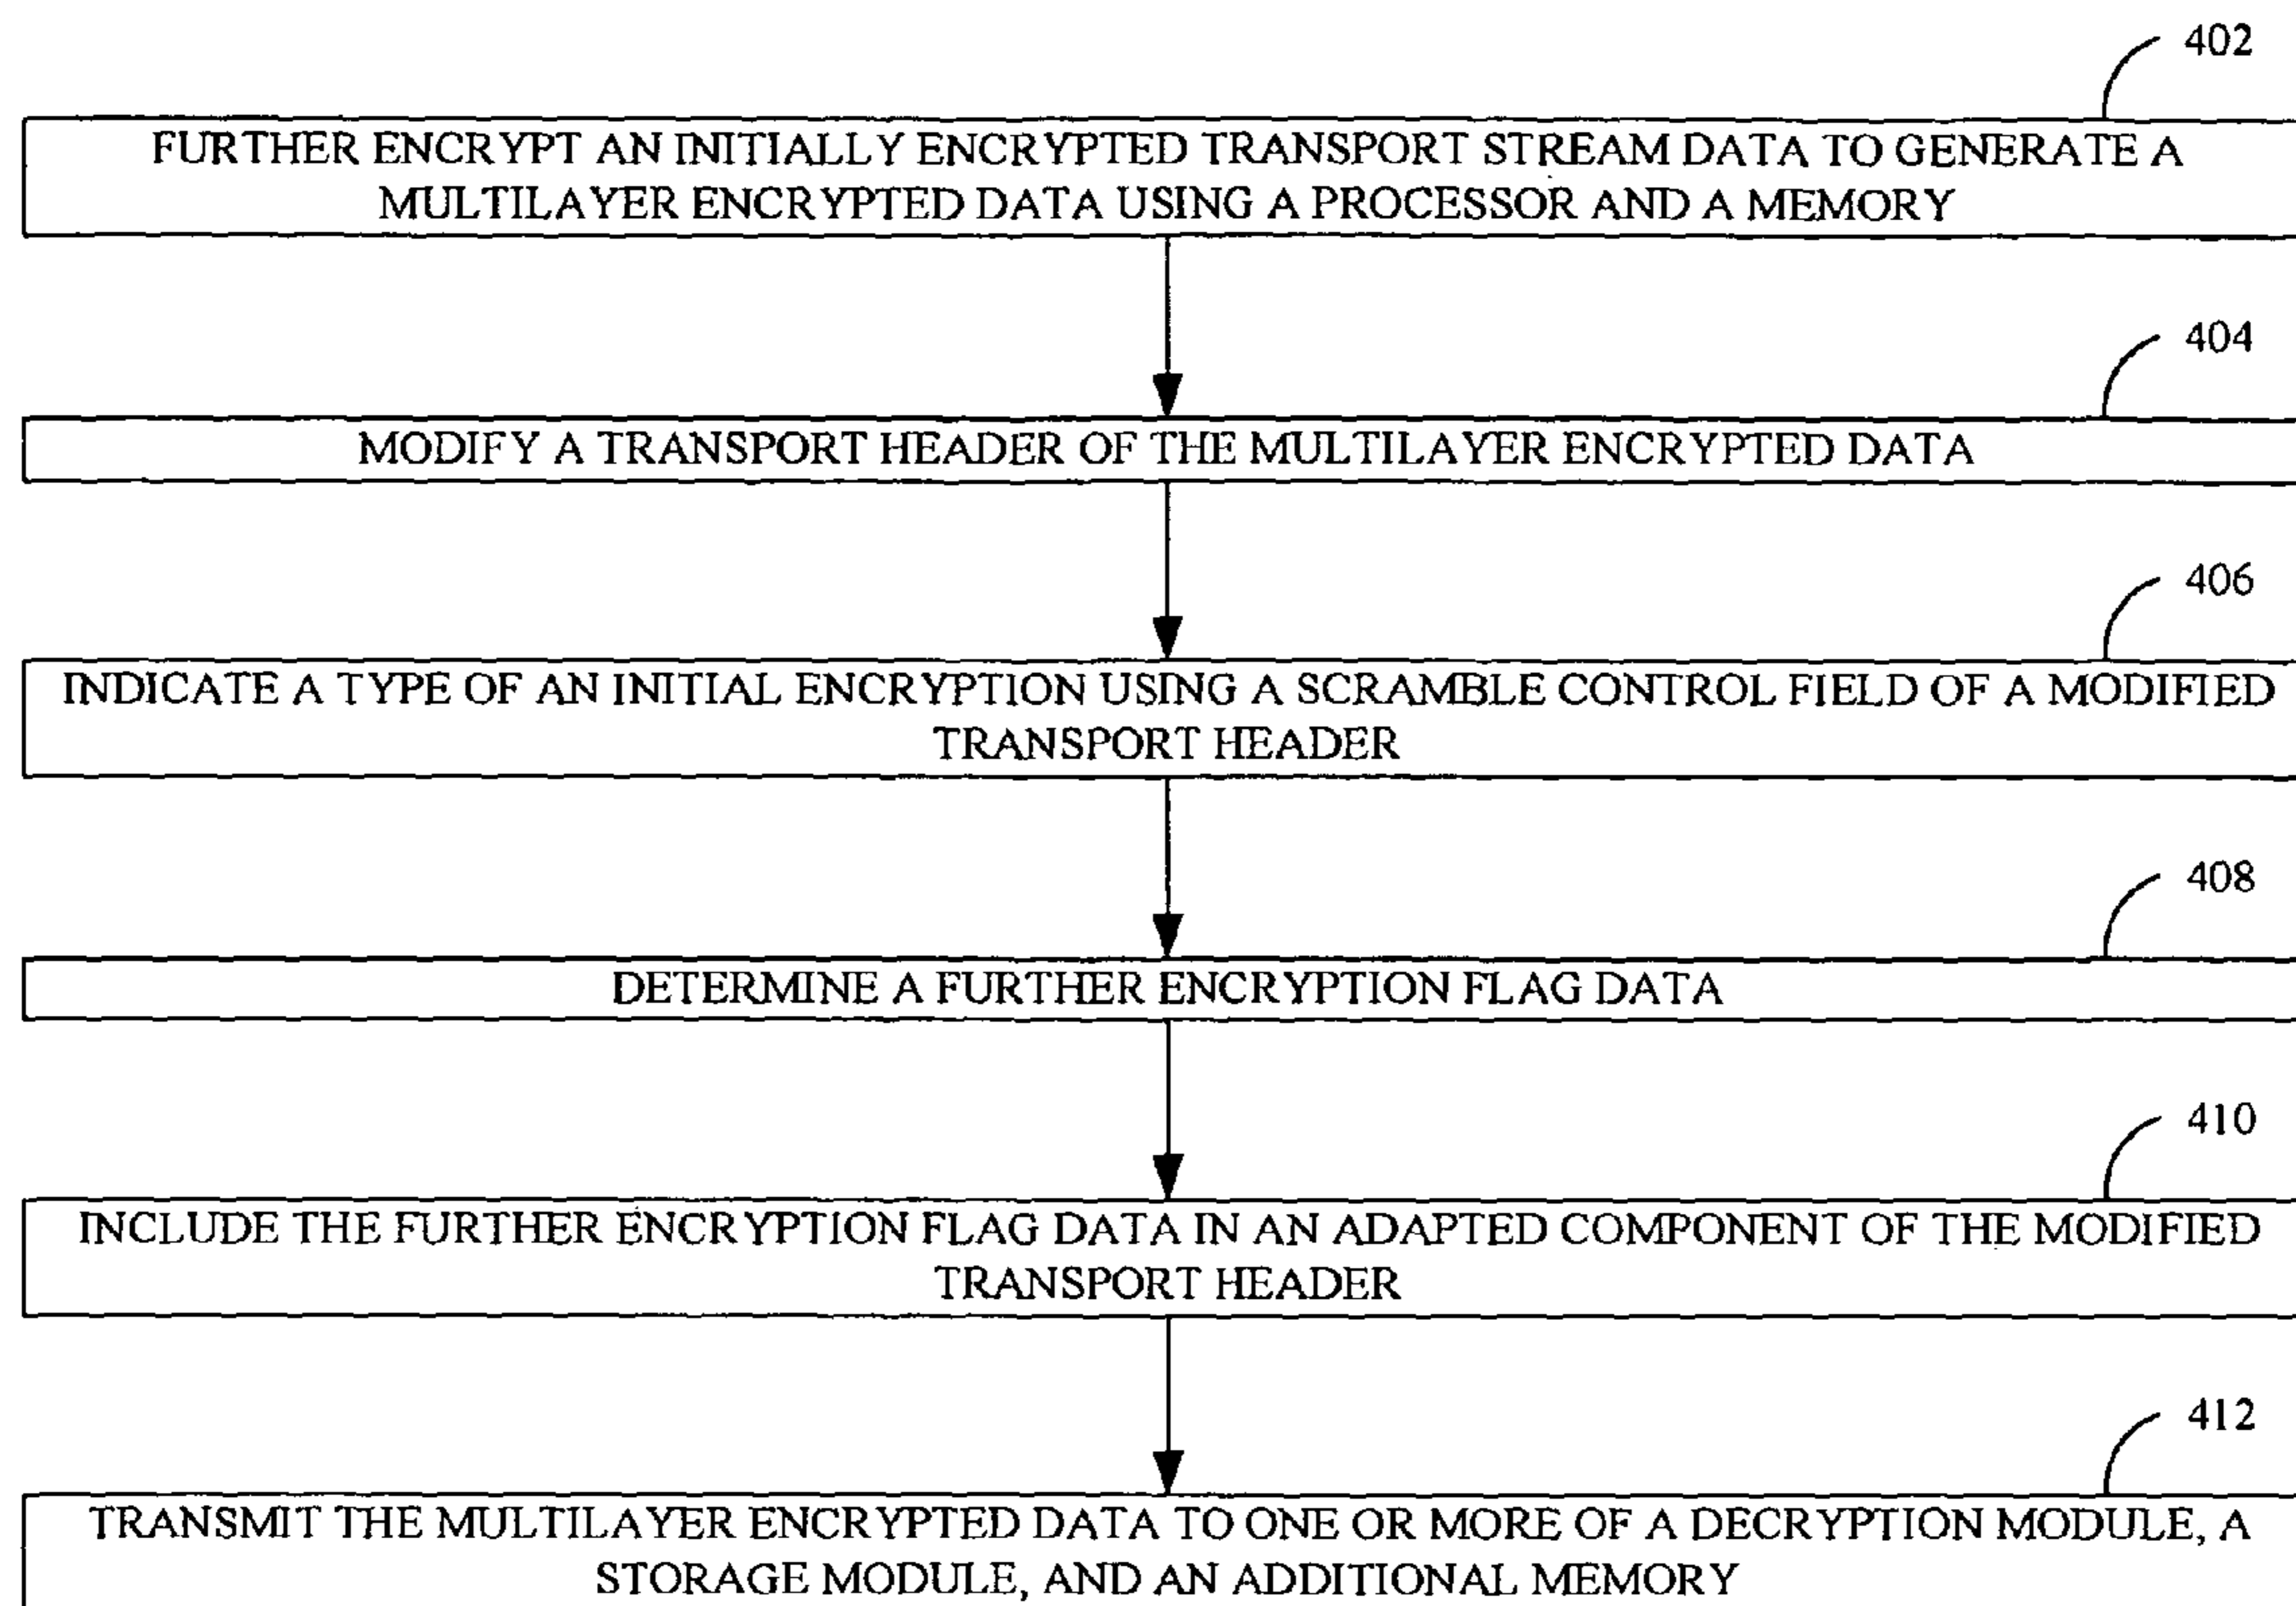 402
FURTHER ENCRYPT AN INITIALLY ENCRYPTED TRANSPORT STREAM DATA TO GENERATE A
MULTILAYER ENCRYPTED DATA USING A PROCESSOR AND A MEMORY
404
MODIFY A TRANSPORT HEADER OF THE MULTILAYER ENCRYPTED DATA
406
INDICATE A TYPE OF AN INITIAL ENCRYPTION USING A SCRAMBLE CONTROL FIELD OF A MODIFIED
TRANSPORT HEADER
408
DETERMINE A FURTHER ENCRYPTION FLAG DATA
410
INCLUDE THE FURTHER ENCRYPTION FLAG DATA IN AN ADAPTED COMPONENT OF THE MODIFIED
TRANSPORT HEADER
412
TRANSMIT THE MULTILAYER ENCRYPTED DATA TO ONE OR MORE OF A DECRYPTION MODULE, A
STORAGE MODULE, AND AN ADDITIONAL MEMORY